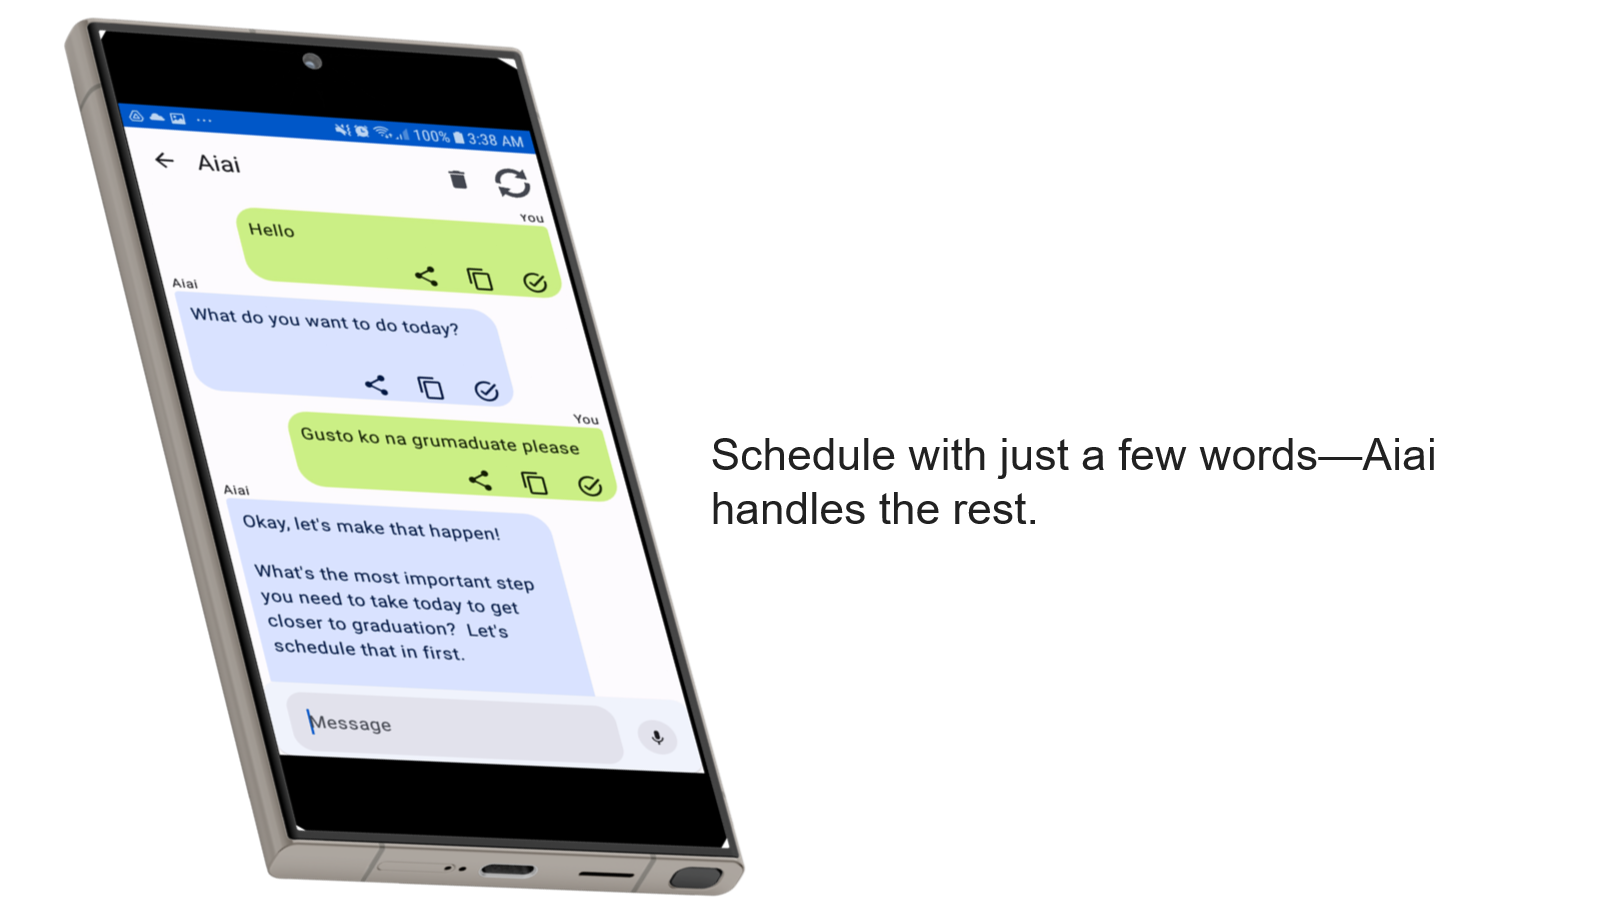 100% 3:38 AM
Aiai
You
Hello
Aiai
What do you want to do today?
You
Gusto ko na grumaduate please
Aiai
Okay, let's make that happen!
What's the most important step
you need to take today to get
closer to graduation? Let's
schedule that in first.
Message
Schedule with just a few words—Aiai
handles the rest.